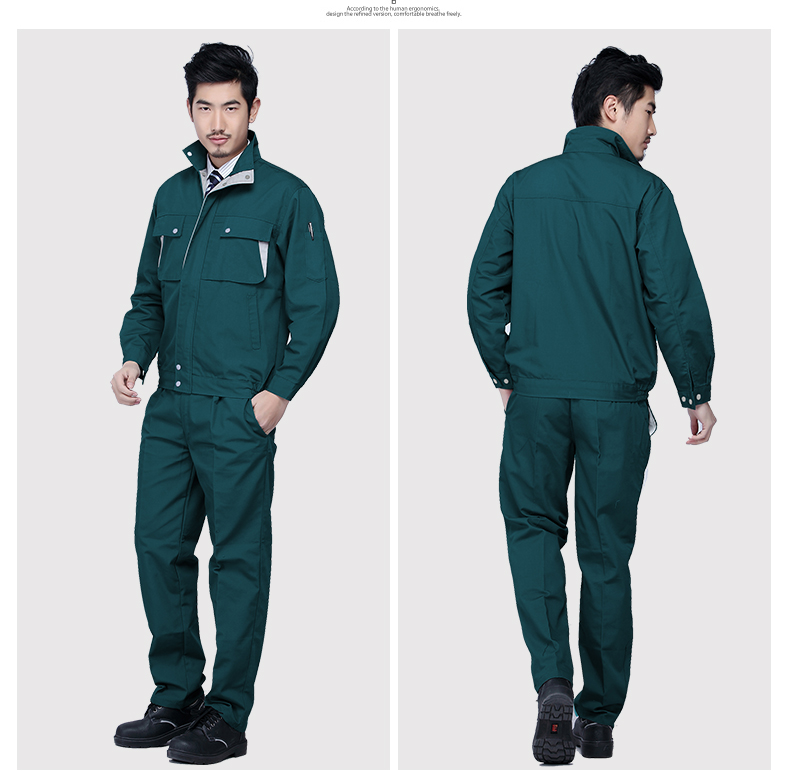 According to the human ergonomics,
design the refined version, comfortable breathe freely.